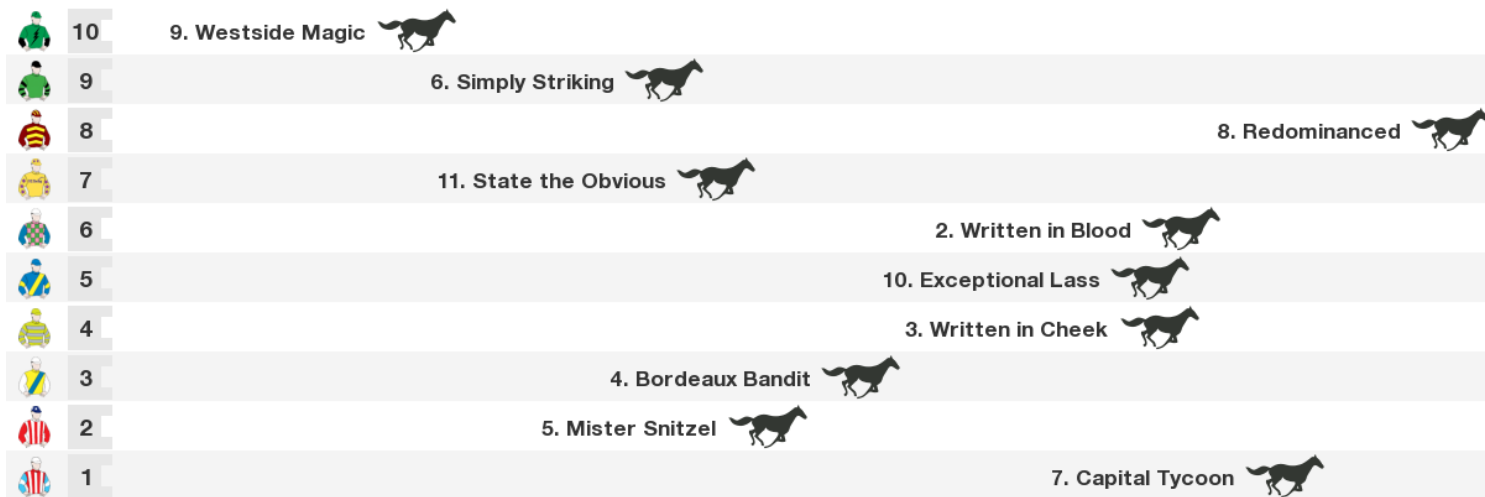 10 9. Westside Magic
9 6. Simply Striking
8 8. Redominanced
7 11. State the Obvious
6 2. Written in Blood
5 10. Exceptional Lass
4 3. Written in Cheek
3 4. Bordeaux Bandit
2 5. Mister Snitzel
1 7. Capital Tycoon